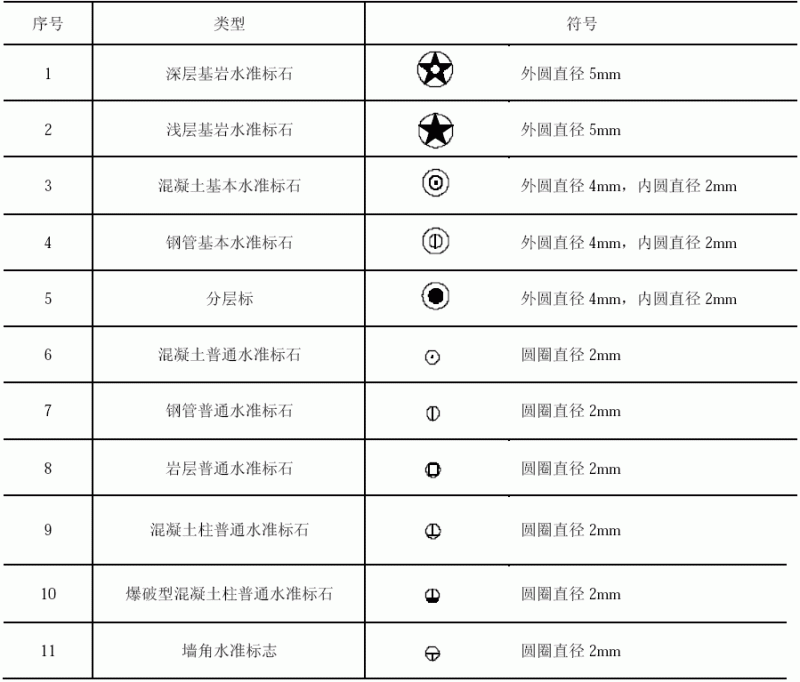 序号 类型 符号
1 深层基岩水准标石 外圆直径 5mm
2 浅层基岩水准标石 外圆直径 5mm
3 混凝土基本水准标石 外圆直径 4mm，内圆直径 2mm
4 钢管基本水准标石 外圆直径 4mm，内圆直径 2mm
5 分层标 外圆直径 4mm，内圆直径 2mm
6 混凝土普通水准标石 圆圈直径 2mm
7 钢管普通水准标石 圆圈直径 2mm
8 岩层普通水准标石 圆圈直径 2mm
9 混凝土柱普通水准标石 圆圈直径 2mm
10 爆破型混凝土柱普通水准标石 圆圈直径 2mm
11 墙角水准标志 圆圈直径 2mm